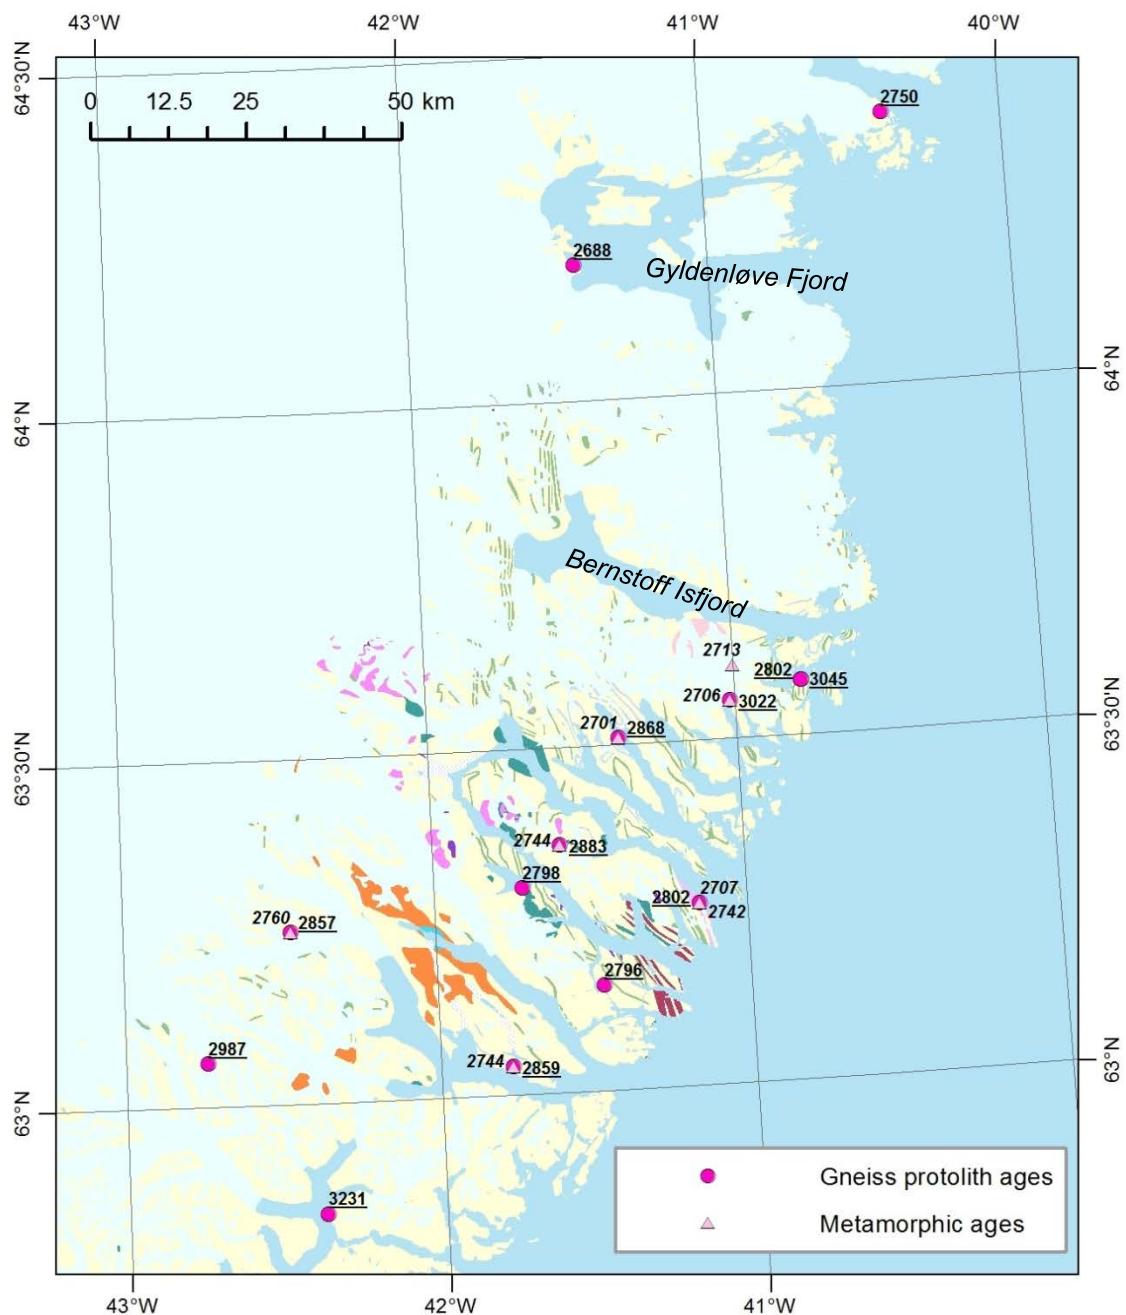 43°W 42°W 41°W 40°W
64°30'N
0 12.5 25 50 km
2750
2688
Gyldenløve Fjord
64°N
64°N
Bernstoff Isfjord
2713
2802 3045
2706 3022
63°30'N
2701 2868
63°30'N
2744 2883
2798
2707
2802
2742
2760 2857
2796
2987
63°N
2744 2859
63°N
Gneiss protolith ages
3231
Metamorphic ages
43°W 42°W 41°W